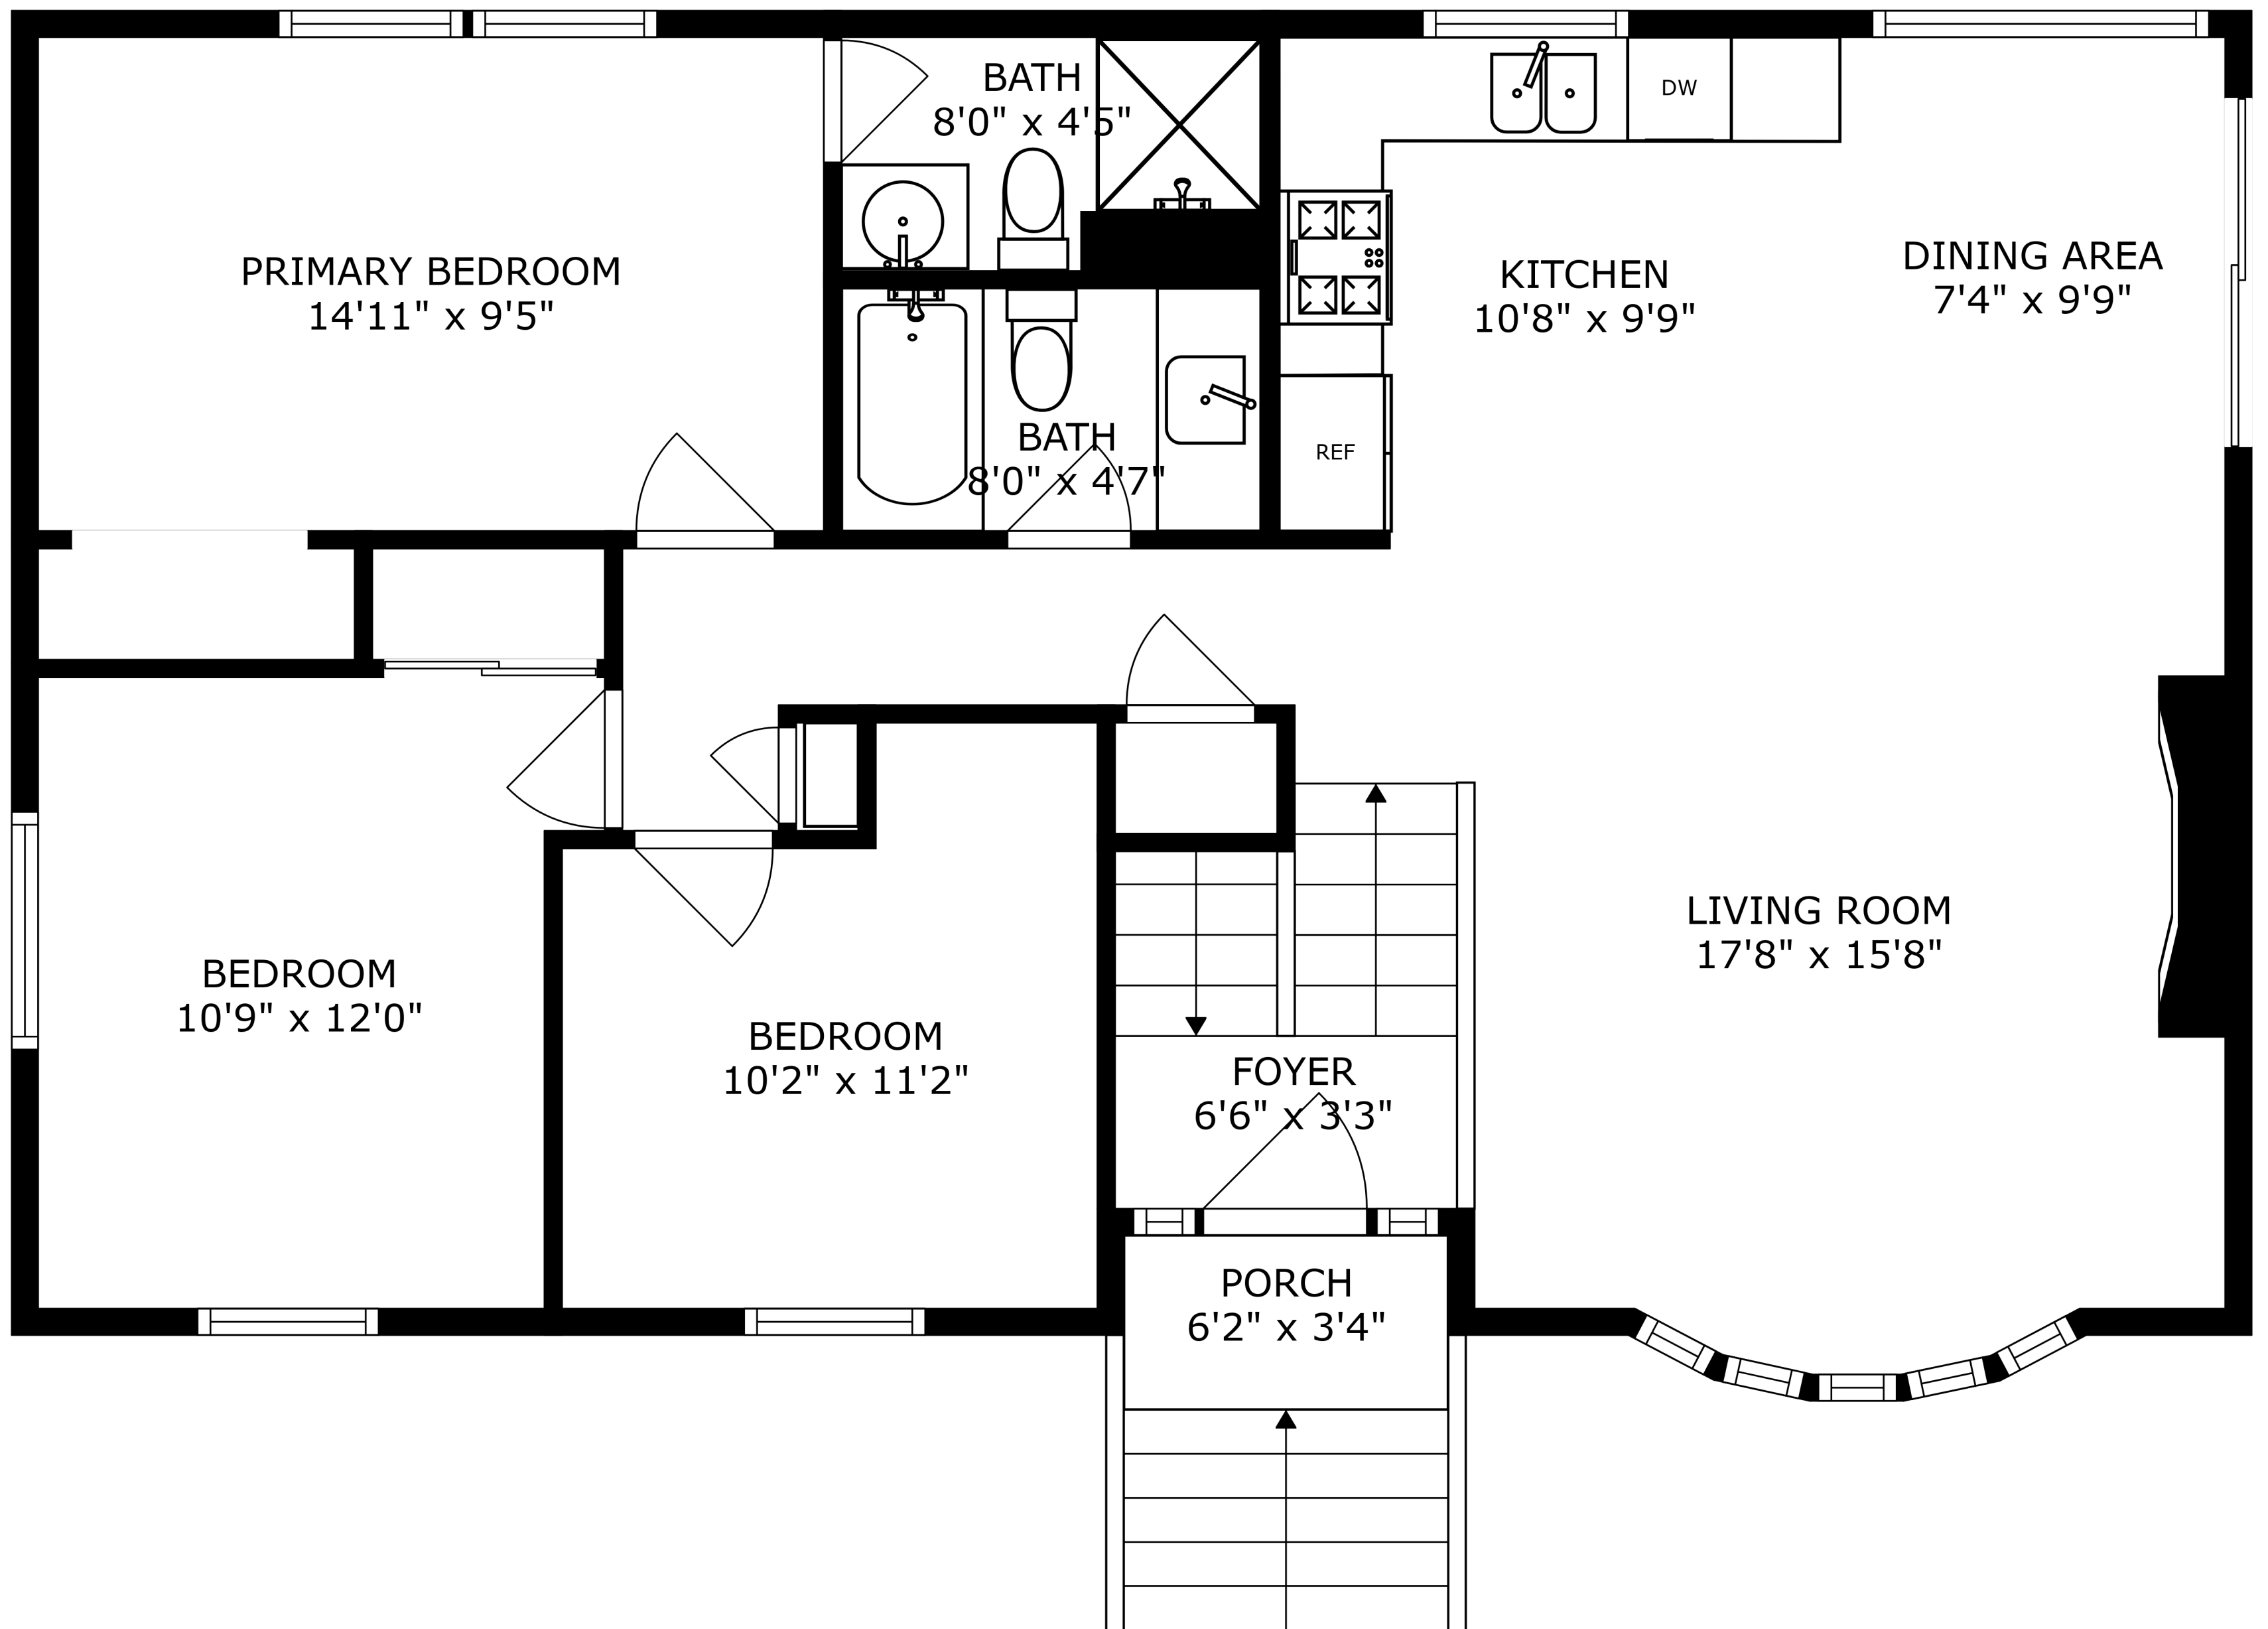 BATH
8'0" x 4'5"
DW
PRIMARY BEDROOM
14'11" x 9'5"
KITCHEN
10'8" x 9'9"
DINING AREA
7'4" x 9'9"
BATH
8'0" x 4'7"
REF
LIVING ROOM
17'8" x 15'8"
BEDROOM
10'9" x 12'0"
BEDROOM
10'2" x 11'2"
FOYER
6'6" x 3'3"
PORCH
6'2" x 3'4"